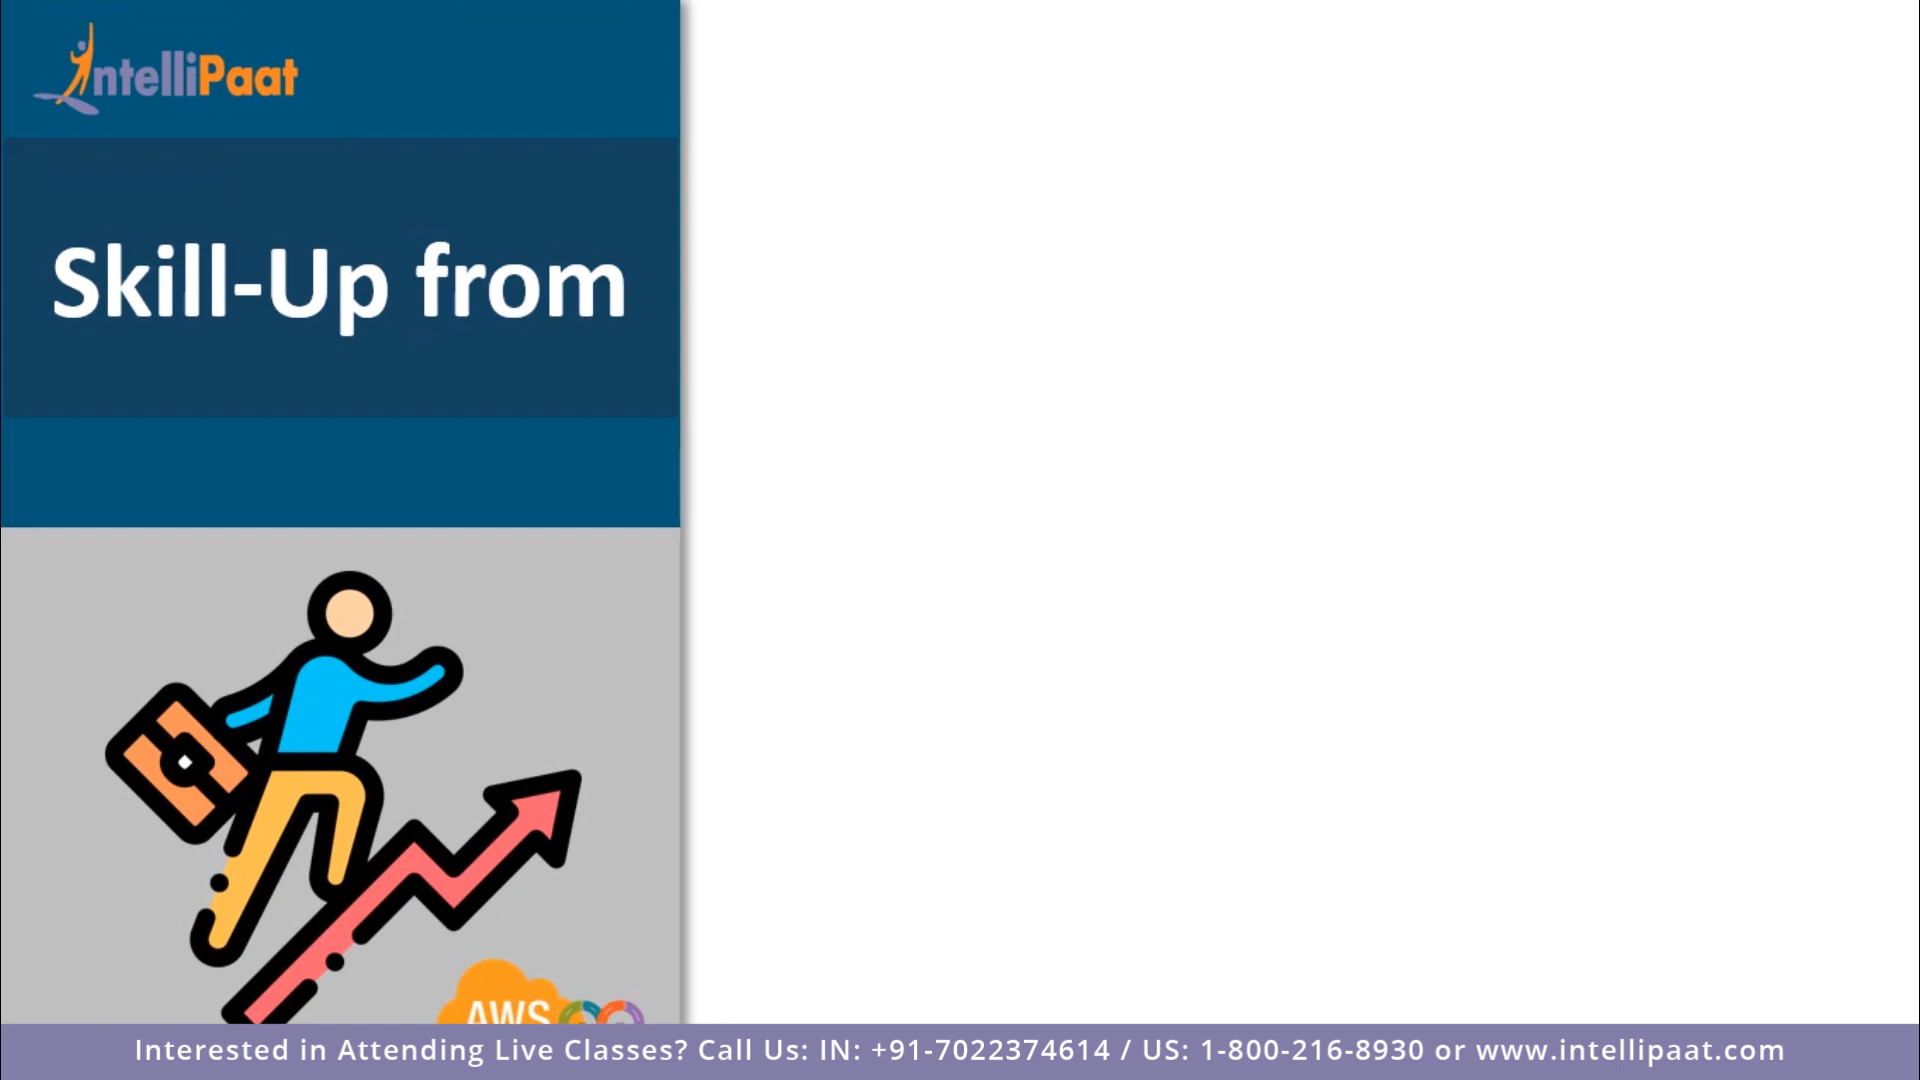 IntelliPaat
Skill-Up from
AWS
Interested in Attending Live Classes? Call Us: IN: +91-7022374614 / US: 1-800-216-8930 or www.intellipaat.com